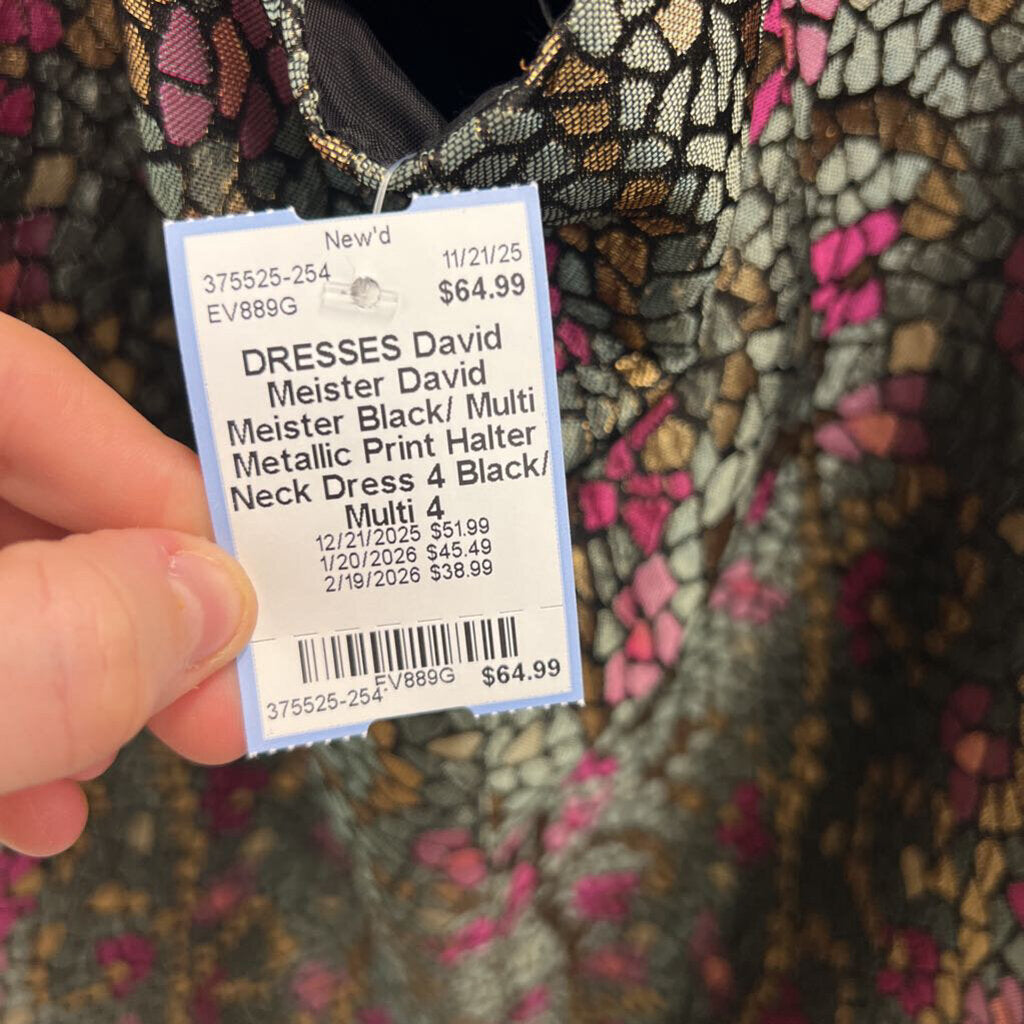 New'd
375525-254 11/21/25
EV889G $64.99
DRESSES David
Meister David
Meister Black/ Multi
Metallic Print Halter
Neck Dress 4 Black/
Multi 4
12/21/2025 $51.99
1/20/2026 $45.49
2/19/2026 $38.99
375525-254 EV889G $64.99